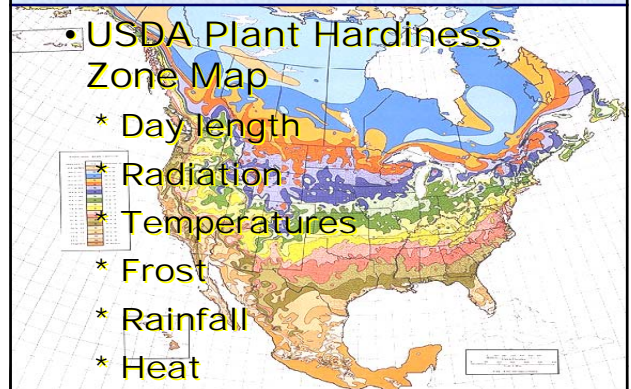 • USDA Plant Hardiness
Zone Map
* Day length
* Radiation
* Temperatures
* Frost
* Rainfall
* Heat